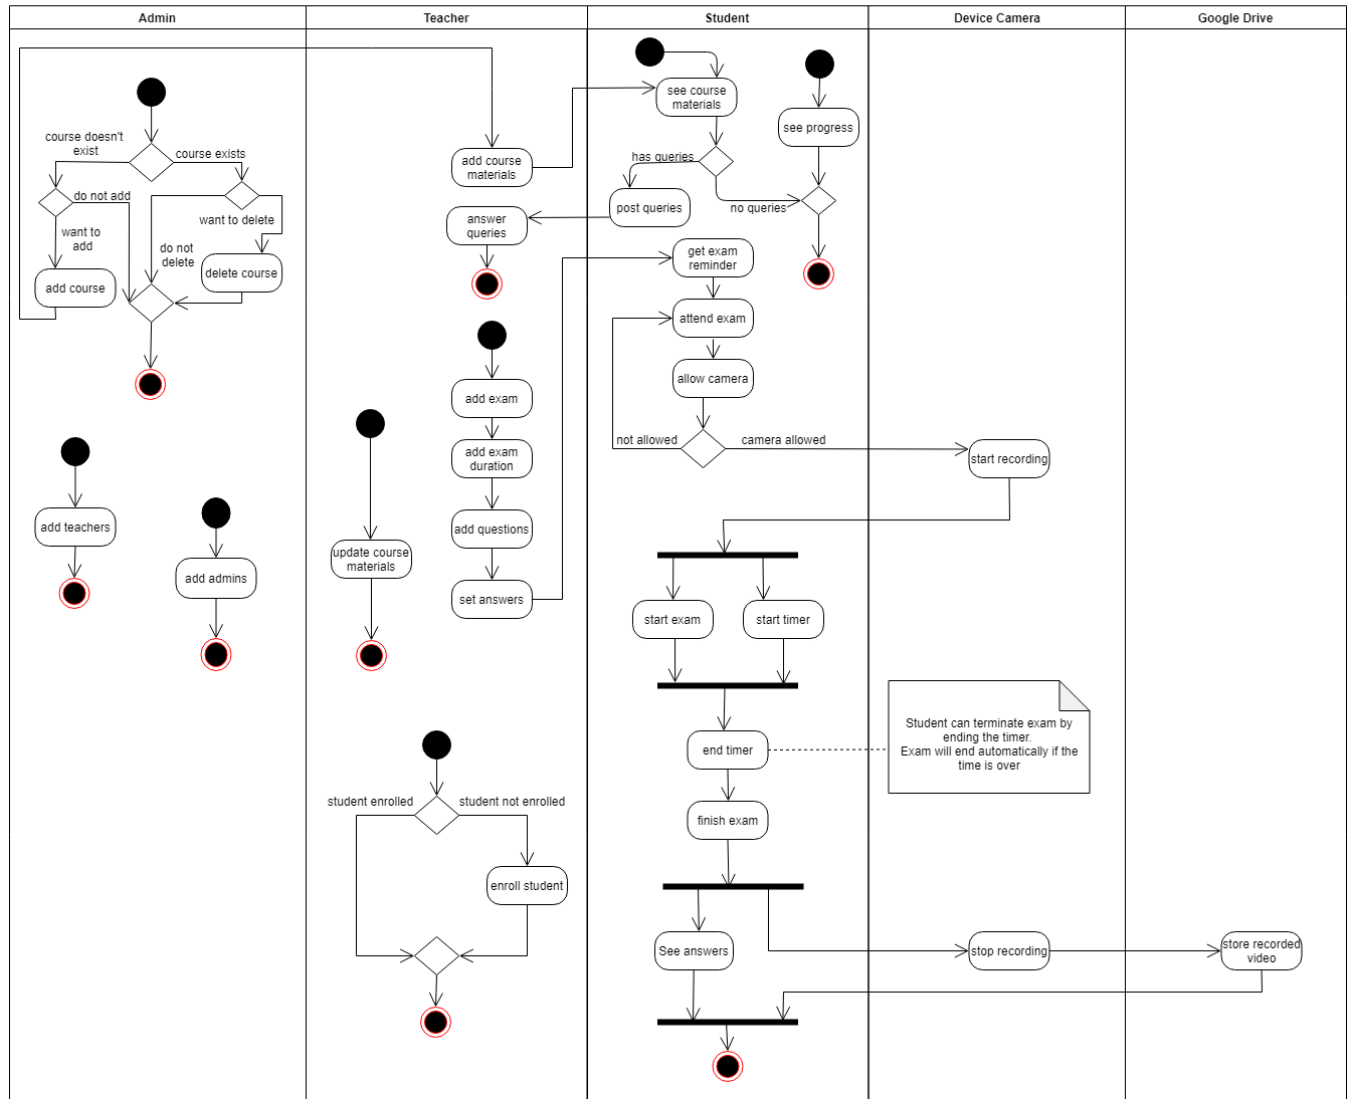 Admin
Teacher
Student
Device Camera
Google Drive
course doesn't
exist
course exists
do not add
want to
add
want to delete
do not
delete
add course
delete course
add teachers
add admins
add course
materials
answer
queries
add exam
add exam
duration
add questions
set answers
update course
materials
student enrolled
student not enrolled
enroll student
see course
materials
see progress
has queries
no queries
post queries
get exam
reminder
attend exam
allow camera
not allowed
camera allowed
start recording
start exam
start timer
end timer
Student can terminate exam by
ending the timer.
Exam will end automatically if the
time is over
finish exam
See answers
stop recording
store recorded
video